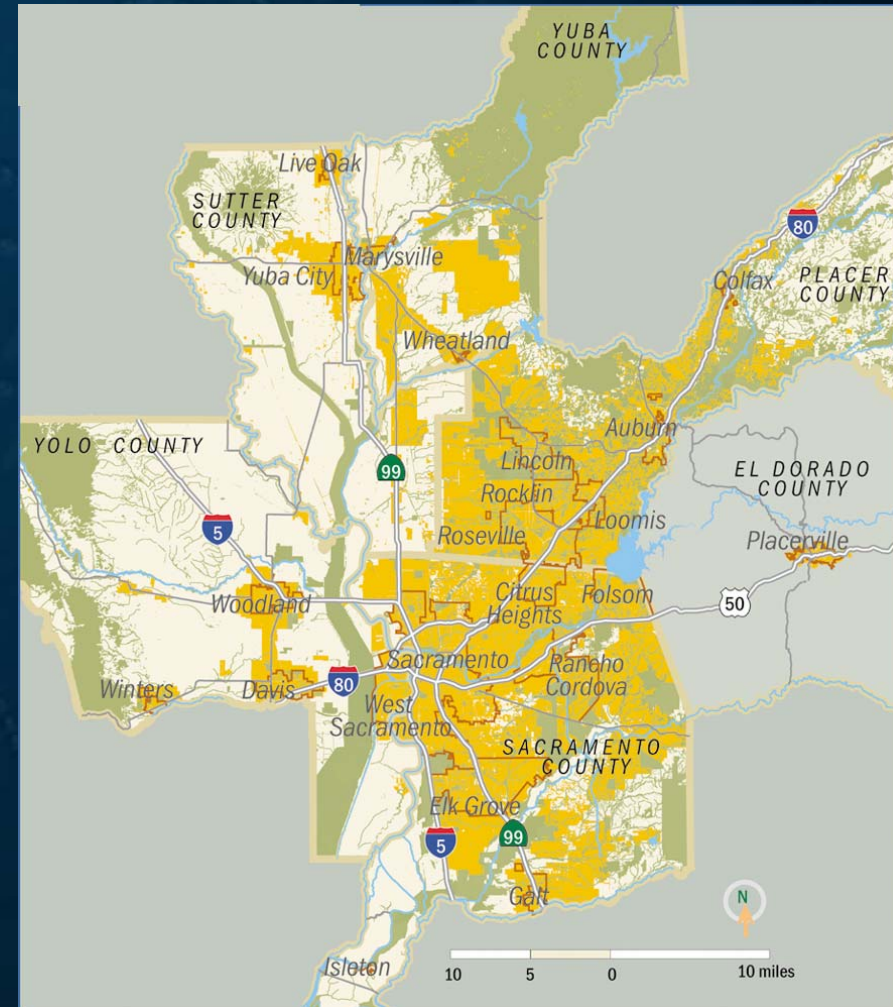 YUBA
COUNTY
Live Oak
SUTTER
COUNTY
80
Marysville
Yuba City
Colfax
PLACER
COUNTY
Wheatland
Auburn
YOLO COUNTY
99
Lincoln
EL DORADO
COUNTY
Rocklin
5
Loomis
Roseville
Placerville
Citrus
Heights
Folsom
Woodland
50
Sacramento
Rancho
Cordova
Winters
Davis
80
West
Sacramento
SACRAMENTO
COUNTY
Elk Grove
5
99
Galt
N
Isleton
10 5 0 10 miles